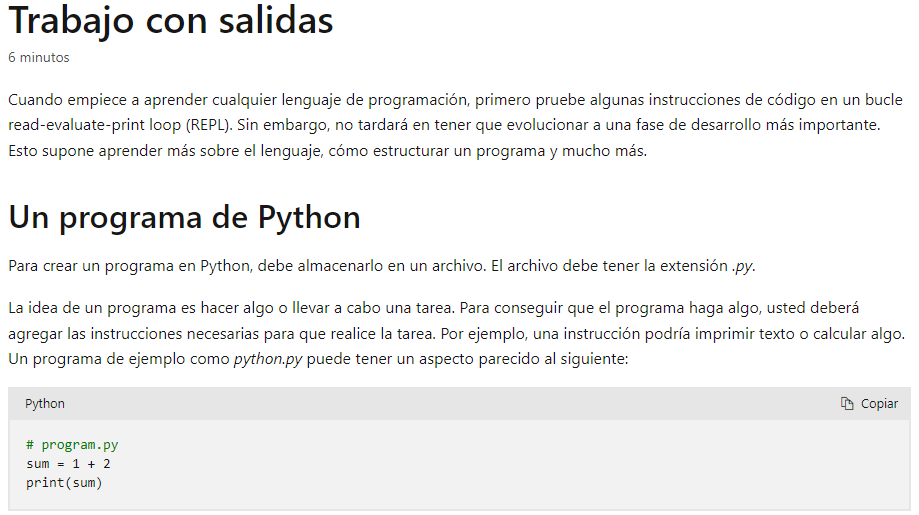 Trabajo con salidas
6 minutos
Cuando empiece a aprender cualquier lenguaje de programación, primero pruebe algunas instrucciones de código en un bucle
read-evaluate-print loop (REPL). Sin embargo, no tardará en tener que evolucionar a una fase de desarrollo más importante.
Esto supone aprender más sobre el lenguaje, cómo estructurar un programa y mucho más.
Un programa de Python
Para crear un programa en Python, debe almacenarlo en un archivo. El archivo debe tener la extensión .py.
La idea de un programa es hacer algo o llevar a cabo una tarea. Para conseguir que el programa haga algo, usted deberá
agregar las instrucciones necesarias para que realice la tarea. Por ejemplo, una instrucción podría imprimir texto o calcular algo.
Un programa de ejemplo como python.py puede tener un aspecto parecido al siguiente:
Python Copiar
# program.py
sum = 1 + 2
print(sum)